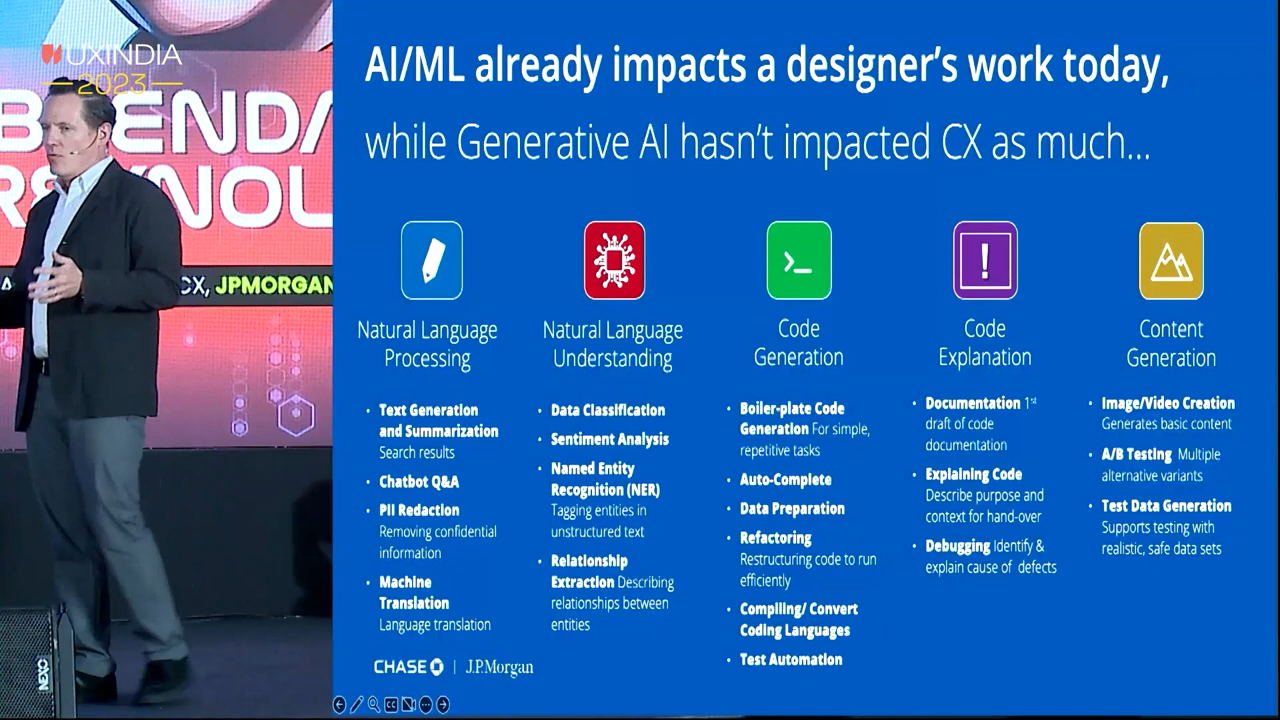 UXINDIA
2023
CX, JPMORGAN
NEXO
AI/ML already impacts a designer's work today,
while Generative AI hasn't impacted CX as much...
Natural Language
Processing
• Text Generation
and Summarization
Search results
• Chatbot Q&A
• PII Redaction
Removing confidential
information
• Machine
Translation
Language translation
Natural Language
Understanding
• Data Classification
• Sentiment Analysis
• Named Entity
Recognition (NER)
Tagging entities in
unstructured text
• Relationship
Extraction Describing
relationships between
entities
Code
Generation
• Boiler-plate Code
Generation For simple,
repetitive tasks
• Auto-Complete
• Data Preparation
• Refactoring
Restructuring code to run
efficiently
• Compiling/ Convert
Coding Languages
• Test Automation
Code
Explanation
• Documentation 1st
draft of code
documentation
• Explaining Code
Describe purpose and
context for hand-over
• Debugging Identify &
explain cause of defects
Content
Generation
• Image/Video Creation
Generates basic content
• A/B Testing Multiple
alternative variants
• Test Data Generation
Supports testing with
realistic, safe data sets
CHASE | J.P.Morgan
CC